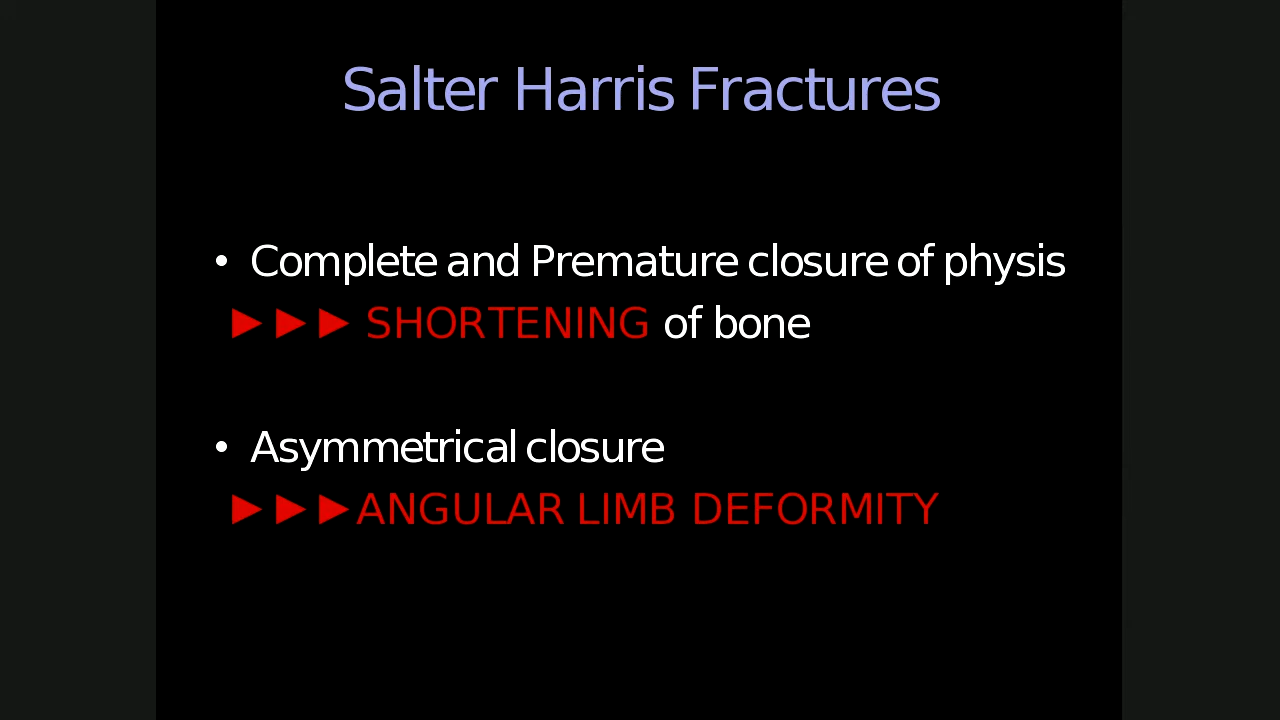 Salter Harris Fractures
• Complete and Premature closure of physis
►►► SHORTENING of bone
• Asymmetrical closure
►►►ANGULAR LIMB DEFORMITY